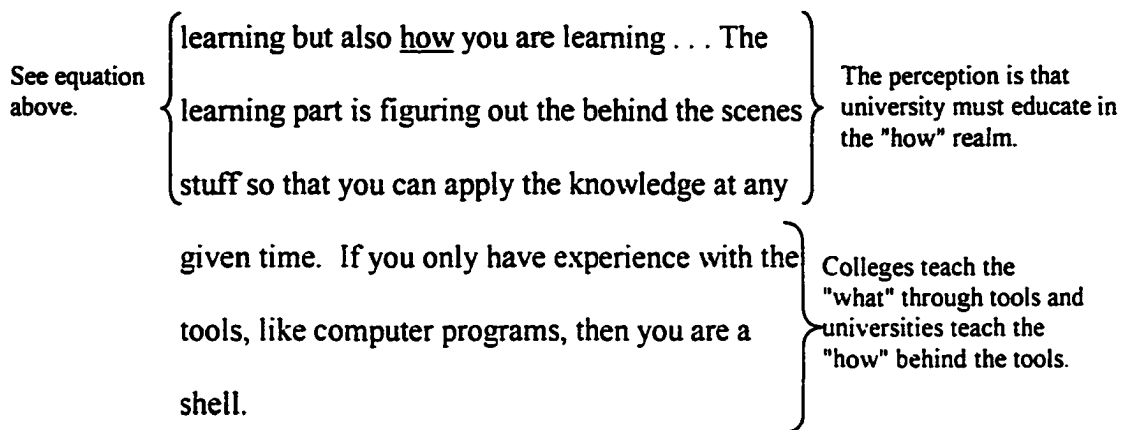 See equation
above.
learning but also how you are learning . . . The
learning part is figuring out the behind the scenes
stuff so that you can apply the knowledge at any
The perception is that
university must educate in
the "how" realm.
given time. If you only have experience with the
tools, like computer programs, then you are a
shell.
Colleges teach the
"what" through tools and
universities teach the
"how" behind the tools.